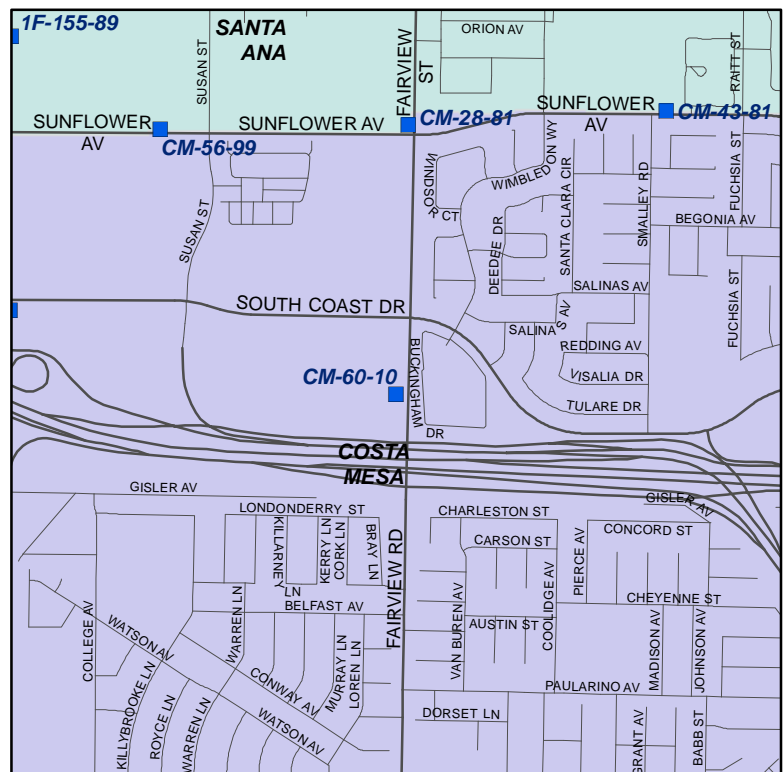 1F-155-89
SANTA
ANA
SUSAN ST
FAIRVIEW
ST
ORION AV
RAITT ST
SUNFLOWER
AV
CM-56-99
SUNFLOWER AV
CM-28-81
SUNFLOWER
AV
CM-43-81
FUCHSIA ST
WINDSOR CT
WIMBLEDON WY
SANTA CLARA CIR
SMALLEY RD
BEGONIA AV
SUSAN ST
DEEDEE DR
SALINAS AV
FUCHSIA ST
SOUTH COAST DR
SALINAS AV
REDDING AV
VISALIA DR
TULARE DR
BUCKINGHAM
DR
CM-60-10
COSTA
MESA
GISLER AV
GISLER AV
LONDONDERRY ST
CHARLESTON ST
CONCORD ST
KILLARNEY
LN
KERRY LN
CORK LN
BRAY LN
FAIRVIEW RD
CARSON ST
PIERCE AV
CHEYENNE ST
BELFAST AV
AUSTIN ST
COOLIDGE AV
VAN BUREN AV
MADISON AV
JOHNSON AV
COLLEGE AV
WATSON AV
WARREN LN
CONWAY AV
MURRAY LN
LOREN LN
PAULARINO AV
KILLYBROOKE LN
ROYCE LN
WARREN LN
WATSON AV
DORSET LN
GRANT AV
BABB ST